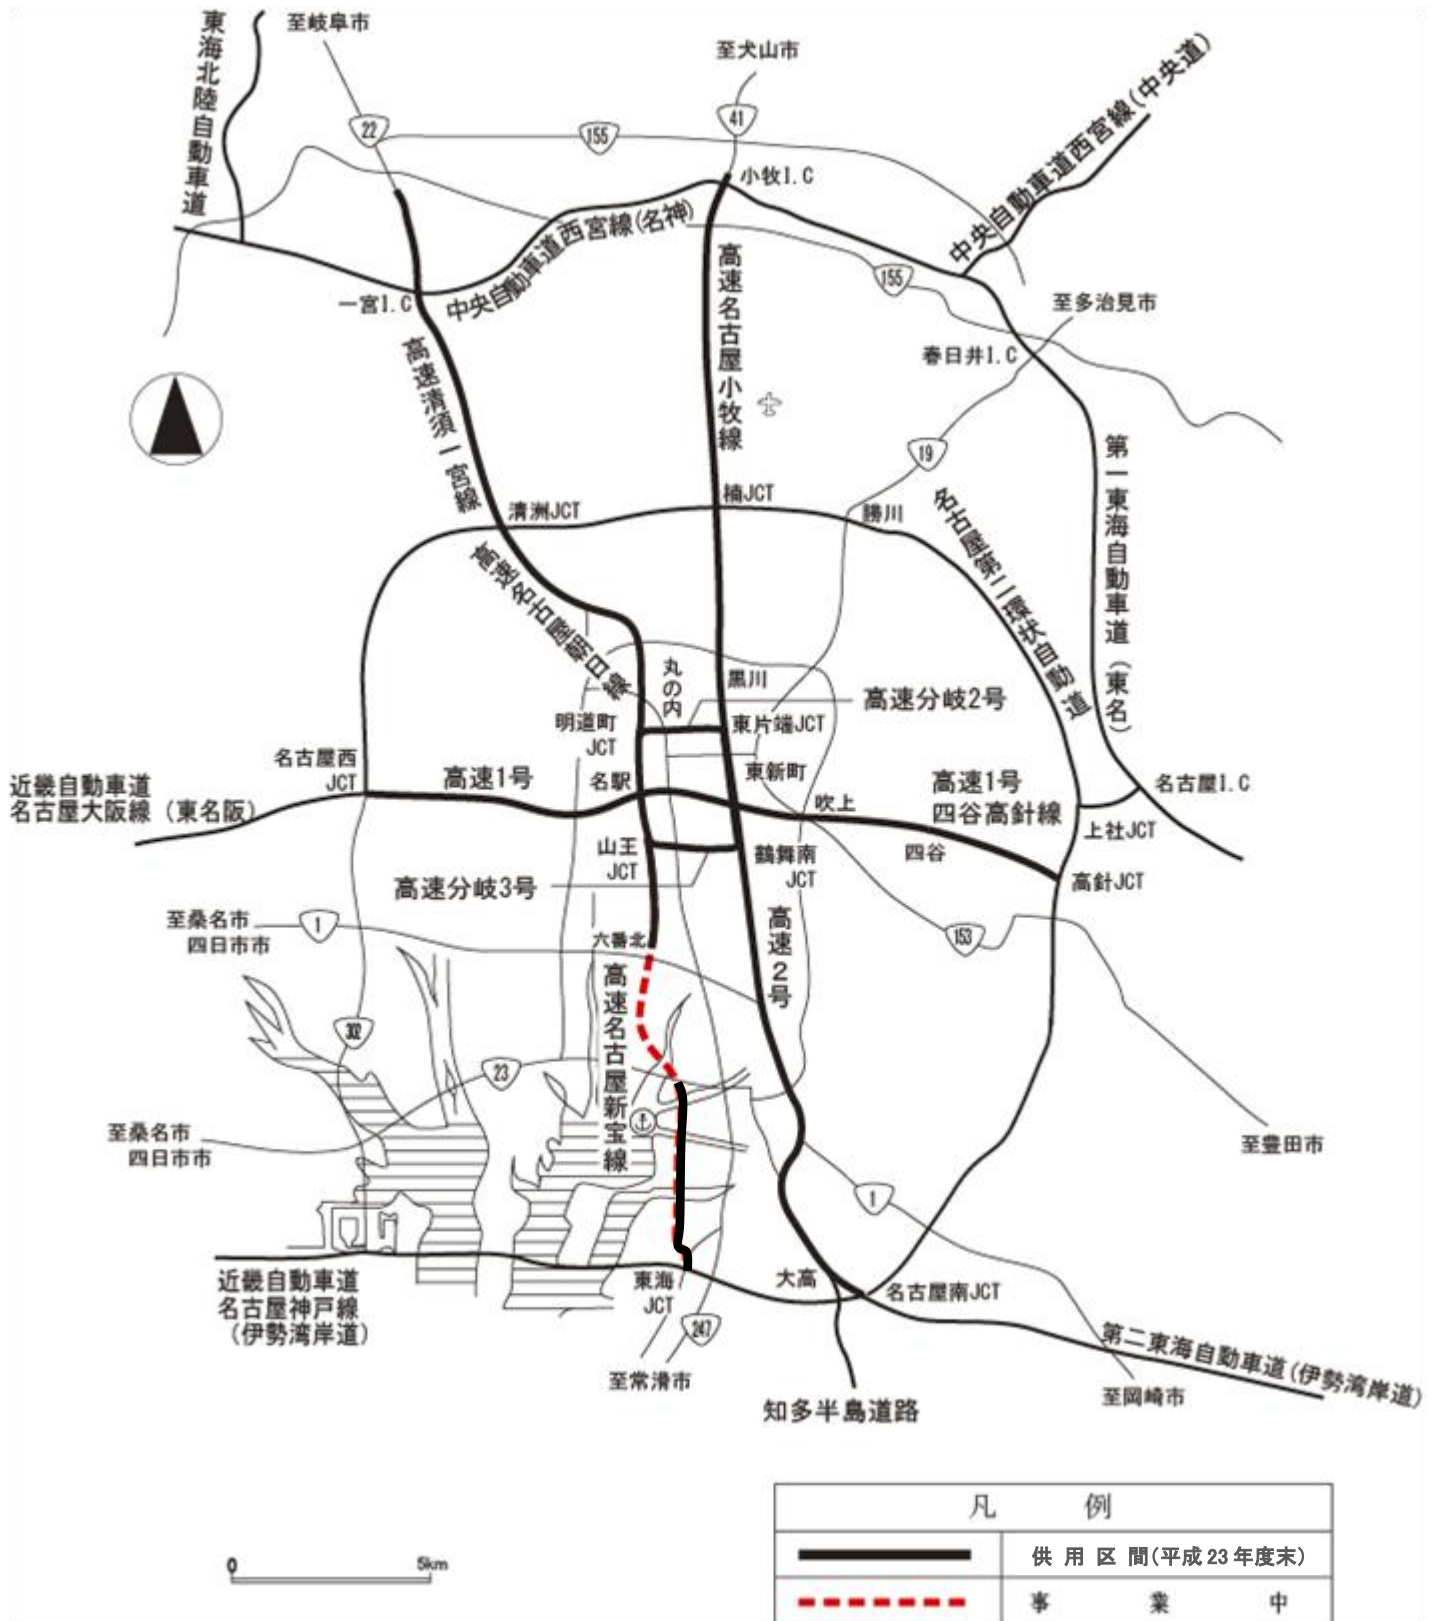 東海北陸自動車道
至岐阜市
至犬山市
中央自動車道西宮線(中央道)
22
155
41
小牧I.C
中央自動車道西宮線(名神)
155
一宮I.C
高速名古屋小牧線
至多治見市
春日井I.C
高速清須一宮線
19
第一東海自動車道(東名)
清洲JCT
楠JCT
勝川
名古屋第二環状自動道
高速名古屋朝日線
丸の内
黒川
高速分岐2号
明道町
JCT
東片端JCT
名古屋西
JCT
高速1号
名駅
東新町
高速1号
四谷高針線
名古屋I.C
近畿自動車道
名古屋大阪線(東名阪)
吹上
上社JCT
山王
JCT
鶴舞南
JCT
四谷
高針JCT
高速分岐3号
至桑名市
四日市市
1
六番北
高速2号
153
高速名古屋新宝線
302
23
至桑名市
四日市市
至豊田市
1
近畿自動車道
名古屋神戸線
(伊勢湾岸道)
東海
JCT
大高
名古屋南JCT
247
至常滑市
第二東海自動車道(伊勢湾岸道)
至岡崎市
知多半島道路
凡 例
供用区間(平成23年度末)
事業中
0 5km